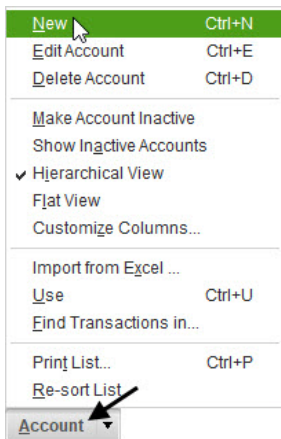 New Ctrl+N
Edit Account Ctrl+E
Delete Account Ctrl+D
Make Account Inactive
Show Inactive Accounts
Hierarchical View
Flat View
Customize Columns...
Import from Excel ...
Use Ctrl+U
Find Transactions in...
Print List... Ctrl+P
Re-sort List
Account